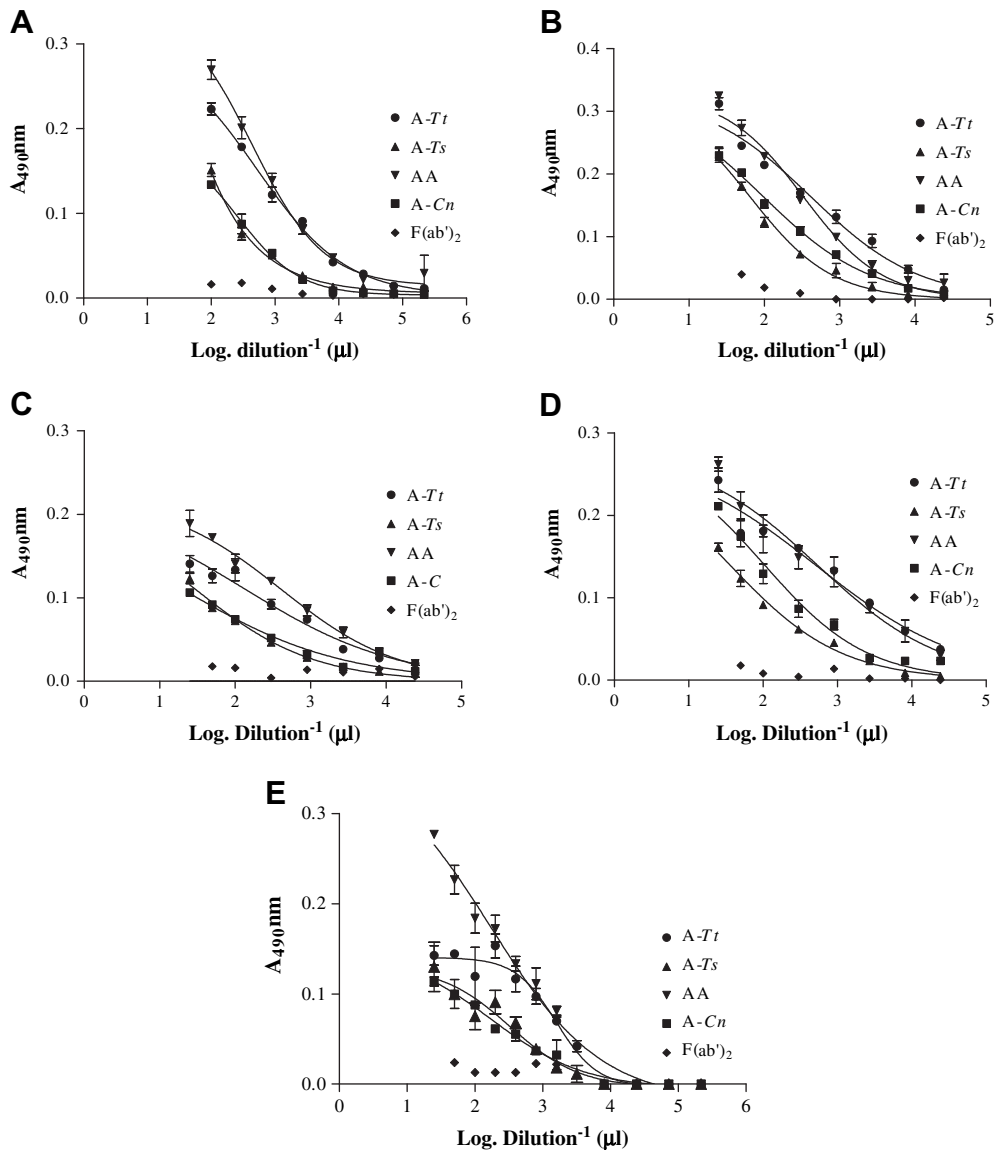 A
A490nm
0.3
0.2
0.1
0.0
0 1 2 3 4 5 6
Log. dilution-1 (μl)
A-Tt
A-Ts
AA
A-Cn
F(ab')2
B
A490nm
0.4
0.3
0.2
0.1
0.0
0 1 2 3 4 5
Log. dilution-1 (μl)
A-Tt
A-Ts
AA
A-Cn
F(ab')2
C
A490nm
0.3
0.2
0.1
0.0
0 1 2 3 4 5
Log. Dilution-1 (μl)
A-Tt
A-Ts
AA
A-C
F(ab')2
D
A490nm
0.3
0.2
0.1
0.0
0 1 2 3 4 5
Log. Dilution-1 (μl)
A-Tt
A-Ts
AA
A-Cn
F(ab')2
E
A490nm
0.3
0.2
0.1
0.0
0 1 2 3 4 5 6
Log. Dilution-1 (μl)
A-Tt
A-Ts
AA
A-Cn
F(ab')2